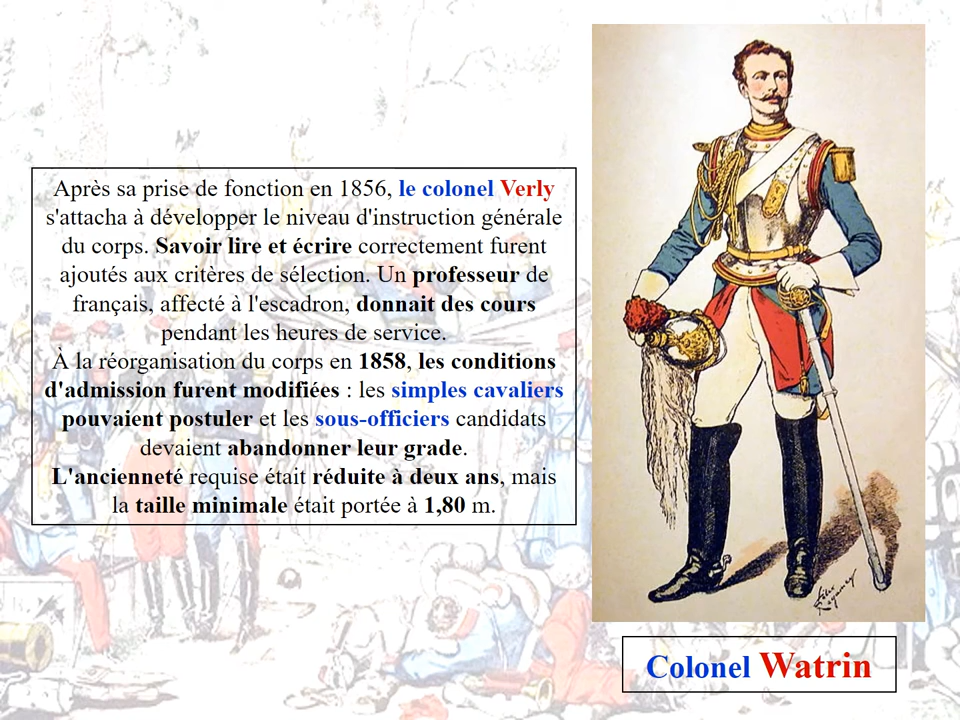 Après sa prise de fonction en 1856, le colonel Verly
s'attacha à développer le niveau d'instruction générale
du corps. Savoir lire et écrire correctement furent
ajoutés aux critères de sélection. Un professeur de
français, affecté à l'escadron, donnait des cours
pendant les heures de service.
À la réorganisation du corps en 1858, les conditions
d'admission furent modifiées : les simples cavaliers
pouvaient postuler et les sous-officiers candidats
devaient abandonner leur grade.
L'ancienneté requise était réduite à deux ans, mais
la taille minimale était portée à 1,80 m.
Félix
Régamey
Colonel Watrin